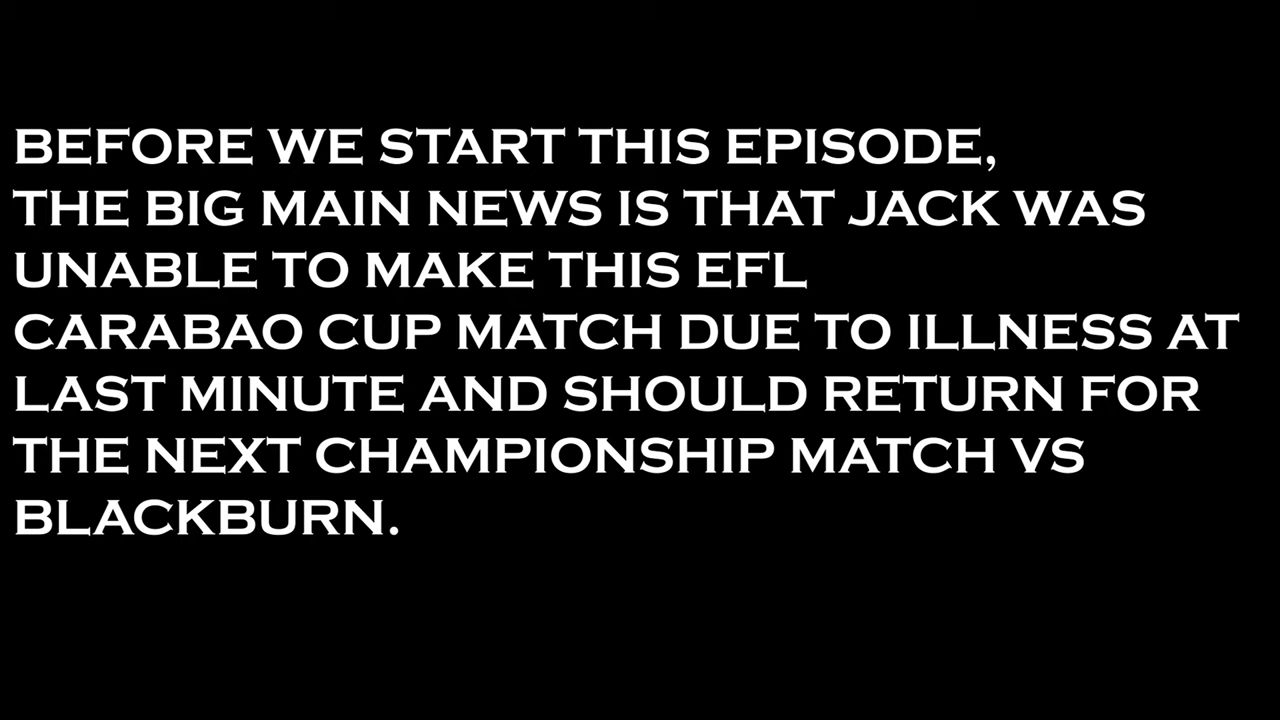 BEFORE WE START THIS EPISODE,
THE BIG MAIN NEWS IS THAT JACK WAS
UNABLE TO MAKE THIS EFL
CARABAO CUP MATCH DUE TO ILLNESS AT
LAST MINUTE AND SHOULD RETURN FOR
THE NEXT CHAMPIONSHIP MATCH VS
BLACKBURN.